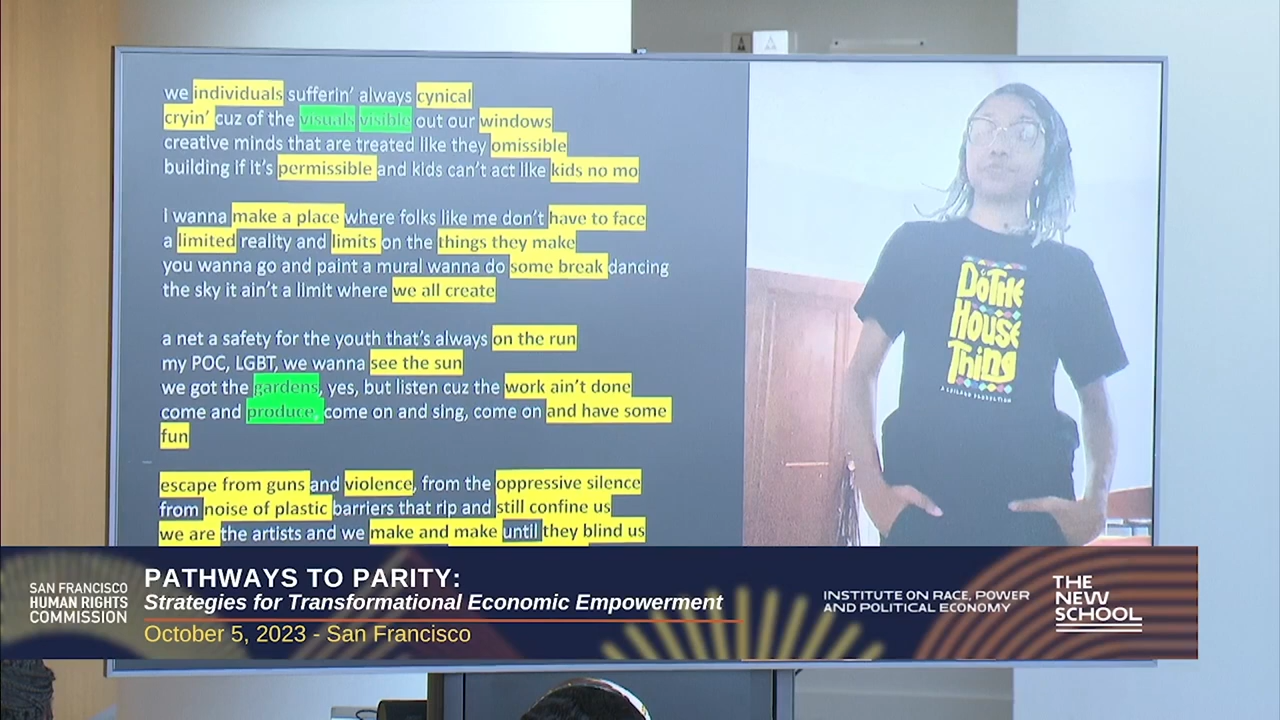 we individuals sufferin' always cynical
cryin' cuz of the visuals visible out our windows
creative minds that are treated like they omissible
building if it's permissible and kids can't act like kids no mo
I wanna make a place where folks like me don't have to face
a limited reality and limits on the things they make
you wanna go and paint a mural wanna do some break dancing
the sky it ain't a limit where we all create
a net a safety for the youth that's always on the run
my POC, LGBT, we wanna see the sun
we got the gardens, yes, but listen cuz the work ain't done
come and produce, come on and sing, come on and have some
fun
escape from guns and violence, from the oppressive silence
from noise of plastic barriers that rip and still confine us
we are the artists and we make and make until they blind us
DO THE
HOUSE
THING
SAN FRANCISCO
HUMAN RIGHTS
COMMISSION
PATHWAYS TO PARITY:
Strategies for Transformational Economic Empowerment
October 5, 2023 - San Francisco
INSTITUTE ON RACE, POWER
AND POLITICAL ECONOMY
THE
NEW
SCHOOL